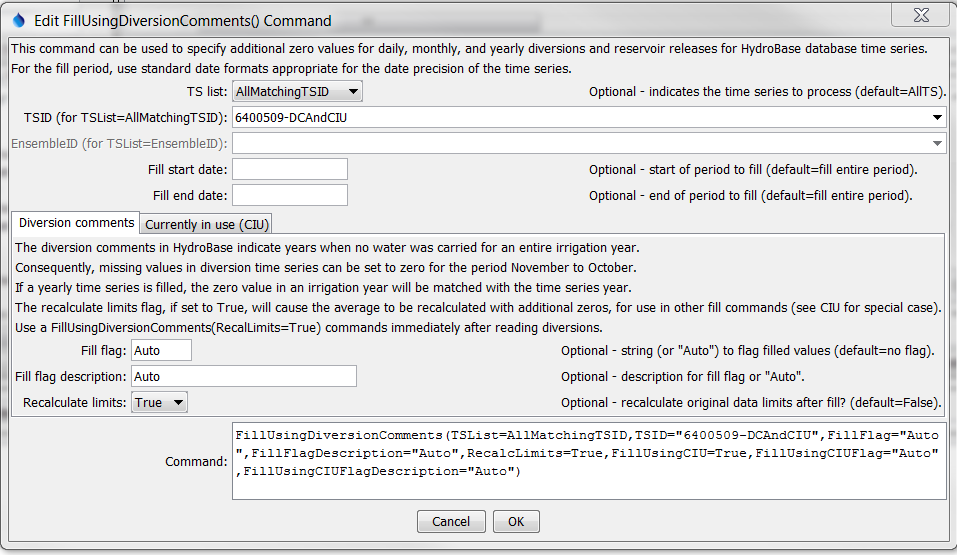 Edit FillUsingDiversionComments() Command
This command can be used to specify additional zero values for daily, monthly, and yearly diversions and reservoir releases for HydroBase database time series.
For the fill period, use standard date formats appropriate for the date precision of the time series.
TS list: AllMatchingTSID Optional - indicates the time series to process (default=AllTS).
TSID (for TSList=AllMatchingTSID): 6400509-DCAndCIU
EnsembleID (for TSList=EnsembleID):
Fill start date: Optional - start of period to fill (default=fill entire period).
Fill end date: Optional - end of period to fill (default=fill entire period).
Diversion comments Currently in use (CIU)
The diversion comments in HydroBase indicate years when no water was carried for an entire irrigation year.
Consequently, missing values in diversion time series can be set to zero for the period November to October.
If a yearly time series is filled, the zero value in an irrigation year will be matched with the time series year.
The recalculate limits flag, if set to True, will cause the average to be recalculated with additional zeros, for use in other fill commands (see CIU for special case).
Use a FillUsingDiversionComments(RecalLimits=True) commands immediately after reading diversions.
Fill flag: Auto Optional - string (or "Auto") to flag filled values (default=no flag).
Fill flag description: Auto Optional - description for fill flag or "Auto".
Recalculate limits: True Optional - recalculate original data limits after fill? (default=False).
Command:
FillUsingDiversionComments(TSList=AllMatchingTSID,TSID="6400509-DCAndCIU",FillFlag="Auto
",FillFlagDescription="Auto",RecalcLimits=True,FillUsingCIU=True,FillUsingCIUFlag="Auto"
,FillUsingCIUFlagDescription="Auto")
Cancel OK